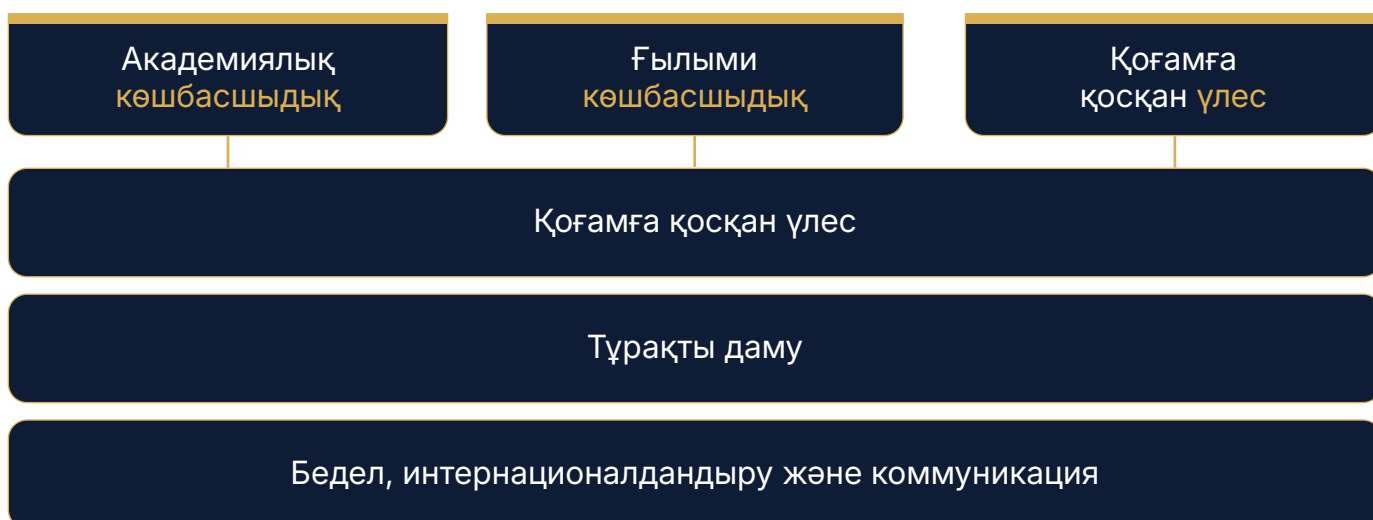 Академиялық
көшбасшыдық
Ғылыми
көшбасшыдық
Қоғамға
қосқан үлес
Қоғамға қосқан үлес
Тұрақты даму
Бедел, интернационалдандыру және коммуникация